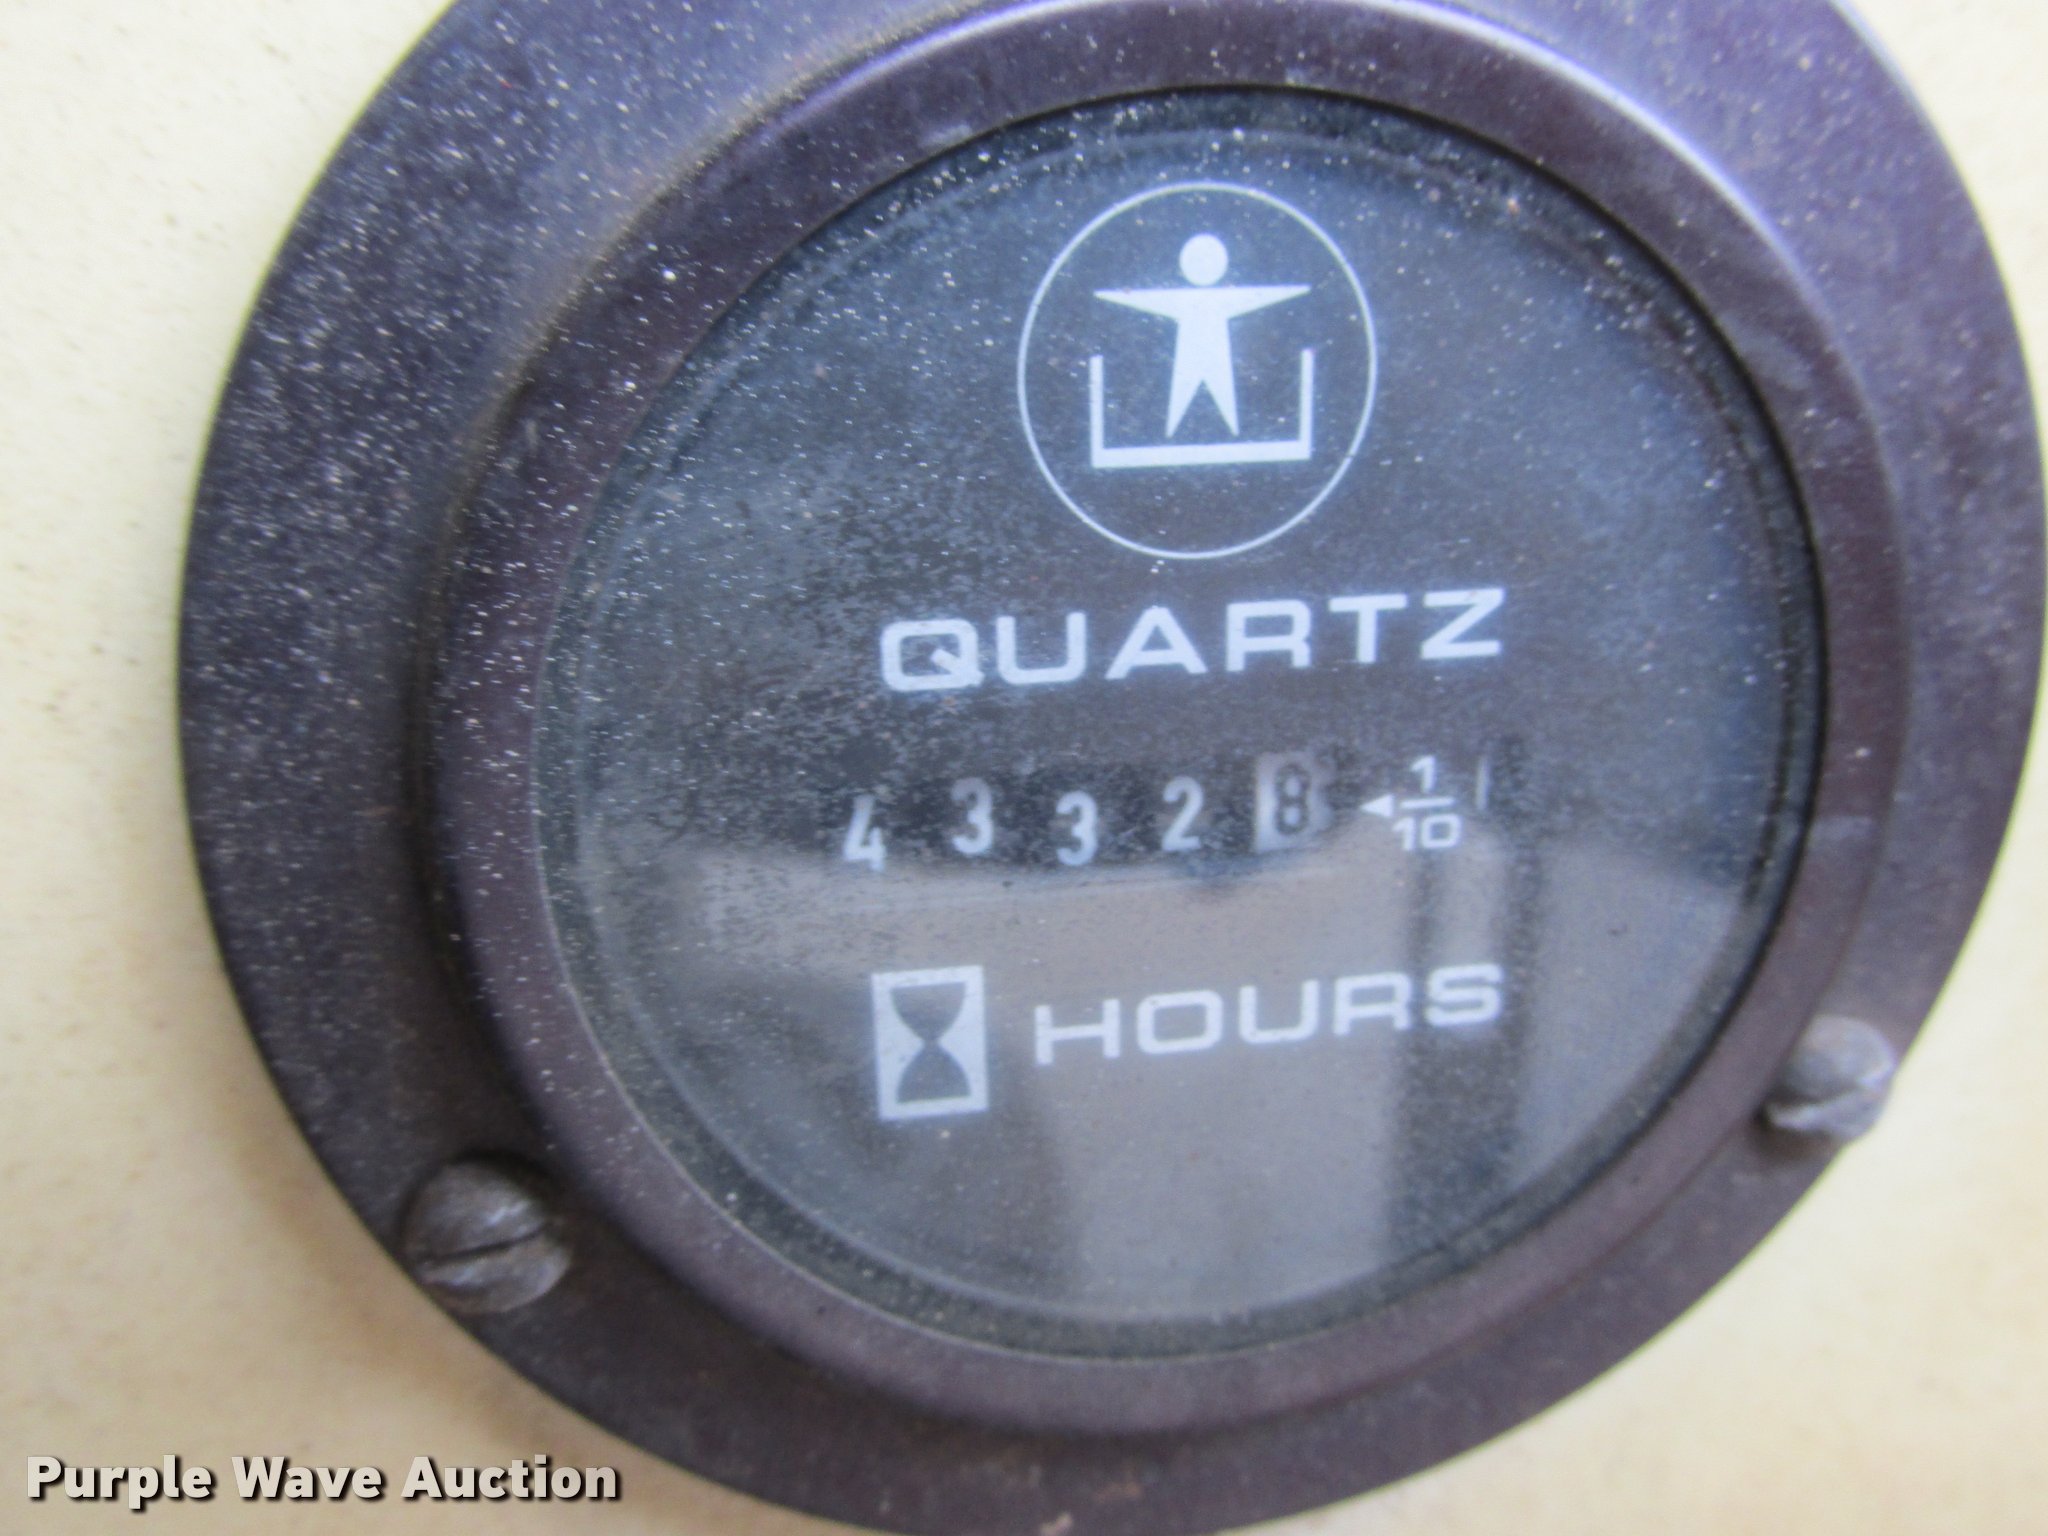 QUARTZ
4 3 3 2 8 ◄ 1/10
HOURS
Purple Wave Auction